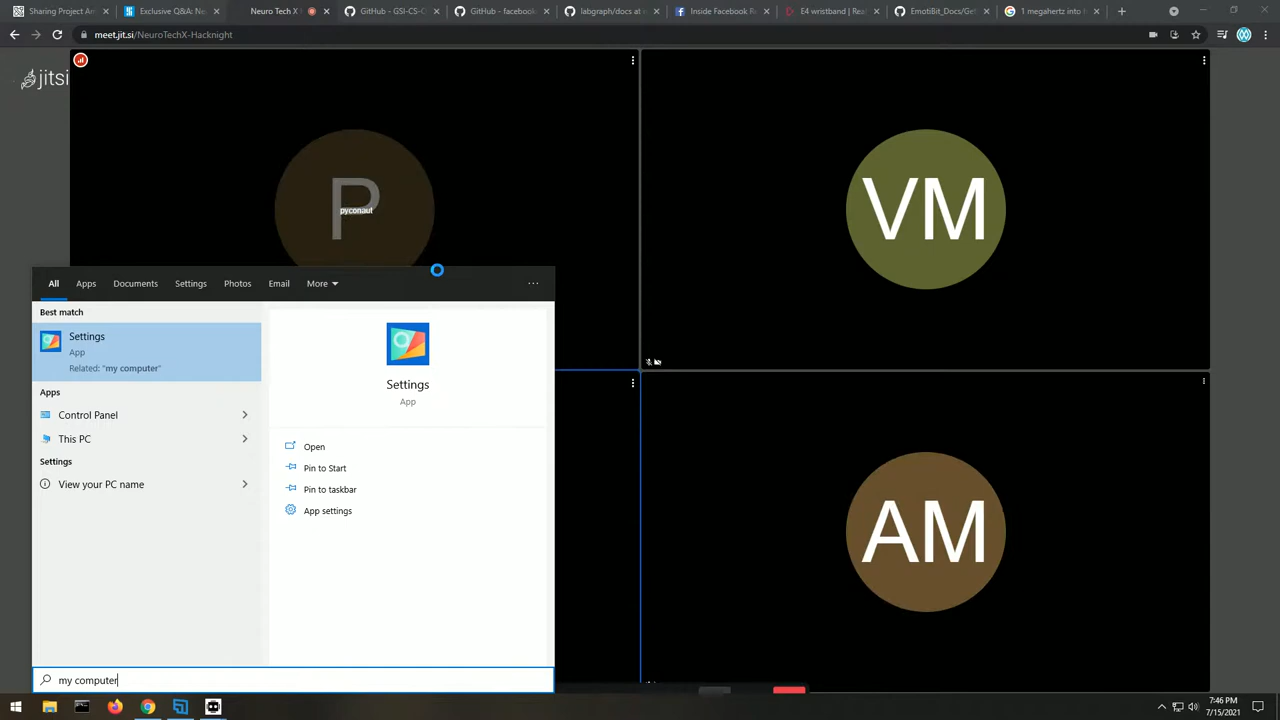 Sharing Project Am
Exclusive Q&A: Ne
Neuro Tech X
GitHub - GSI-CS-C
GitHub - facebook
labgraph/docs at m
Inside Facebook Re
E4 wristband | Rea
EmotiBit_Docs/Get
1 megahertz into t
meet.jit.si/NeuroTechX-Hacknight
jitsi
P
pyconaut
VM
All
Apps
Documents
Settings
Photos
Email
More
Best match
Settings
App
Related: "my computer"
Apps
Control Panel
This PC
Settings
View your PC name
Settings
App
Open
Pin to Start
Pin to taskbar
App settings
AM
my computer
7:46 PM
7/15/2021